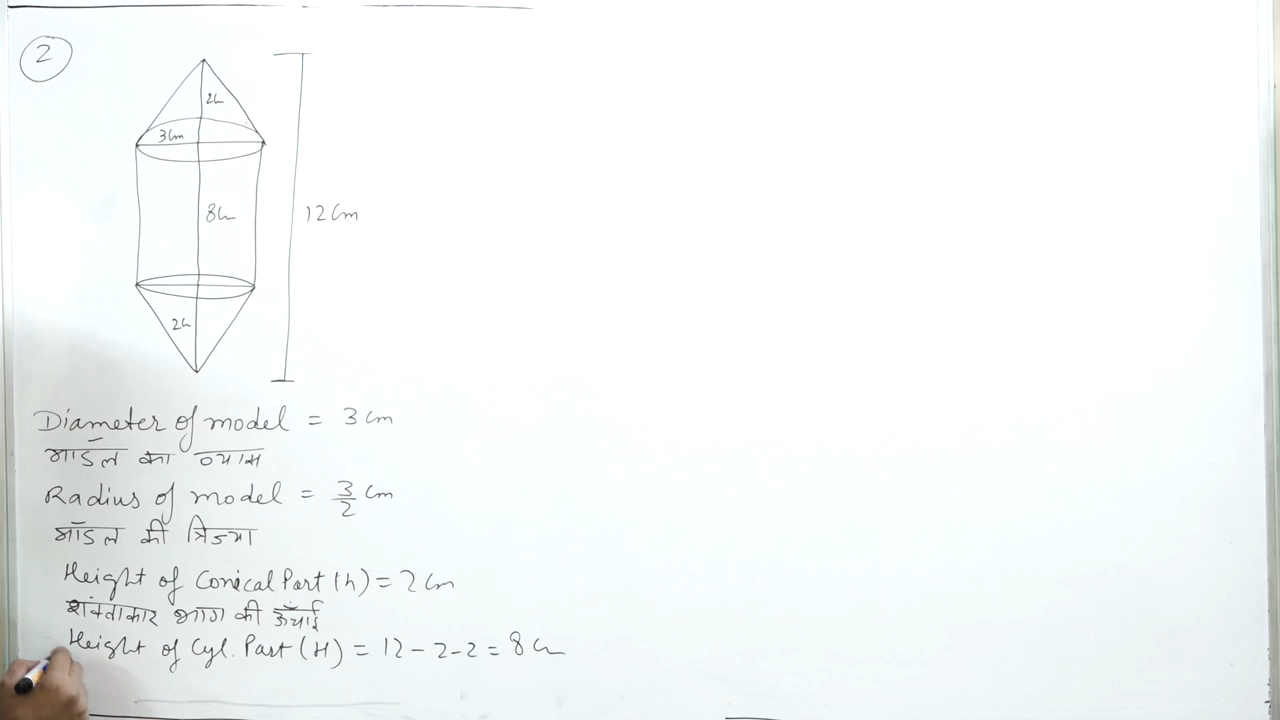 2
2cm
3cm
8cm
12cm
2cm
Diameter of model = 3 cm
मॉडल का व्यास
Radius of model = 3/2 cm
मॉडल की त्रिज्या
Height of Conical Part (h) = 2 cm
शंक्वाकार भाग की ऊँचाई
Height of Cyl. Part (H) = 12 - 2 - 2 = 8 cm